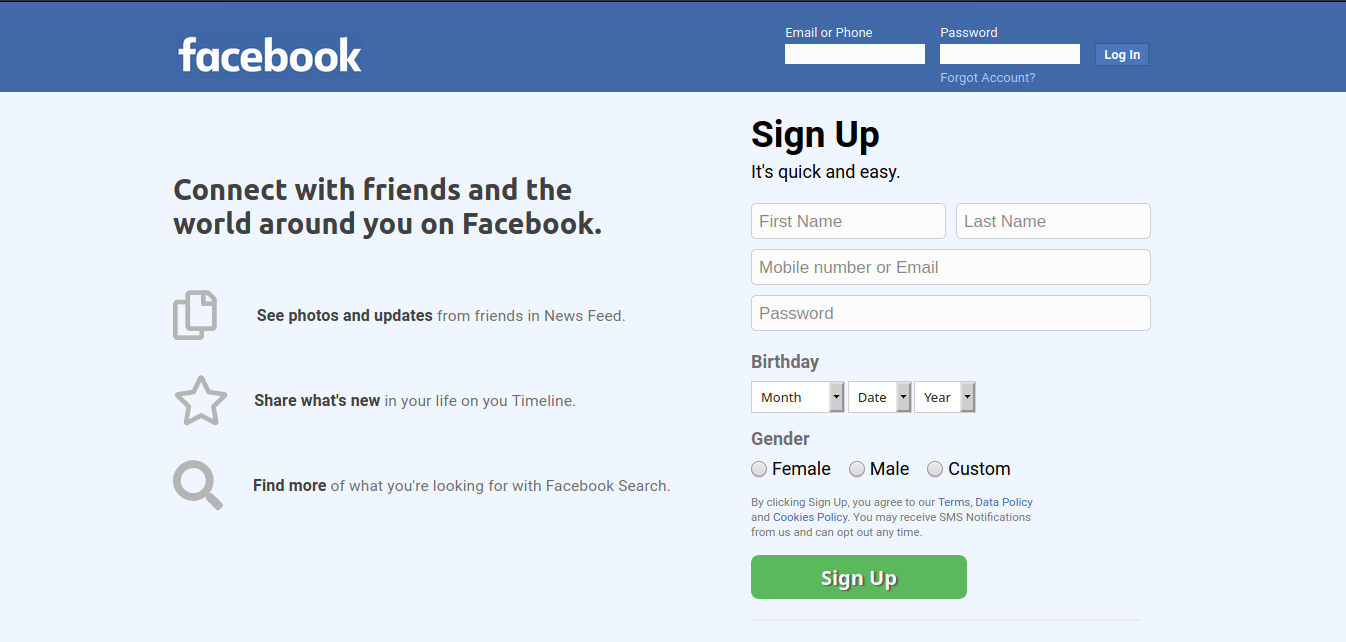 facebook
Email or Phone
Password
Log In
Forgot Account?
Connect with friends and the
world around you on Facebook.
See photos and updates from friends in News Feed.
Share what's new in your life on you Timeline.
Find more of what you're looking for with Facebook Search.
Sign Up
It's quick and easy.
First Name
Last Name
Mobile number or Email
Password
Birthday
Month
Date
Year
Gender
Female
Male
Custom
By clicking Sign Up, you agree to our Terms, Data Policy
and Cookies Policy. You may receive SMS Notifications
from us and can opt out any time.
Sign Up